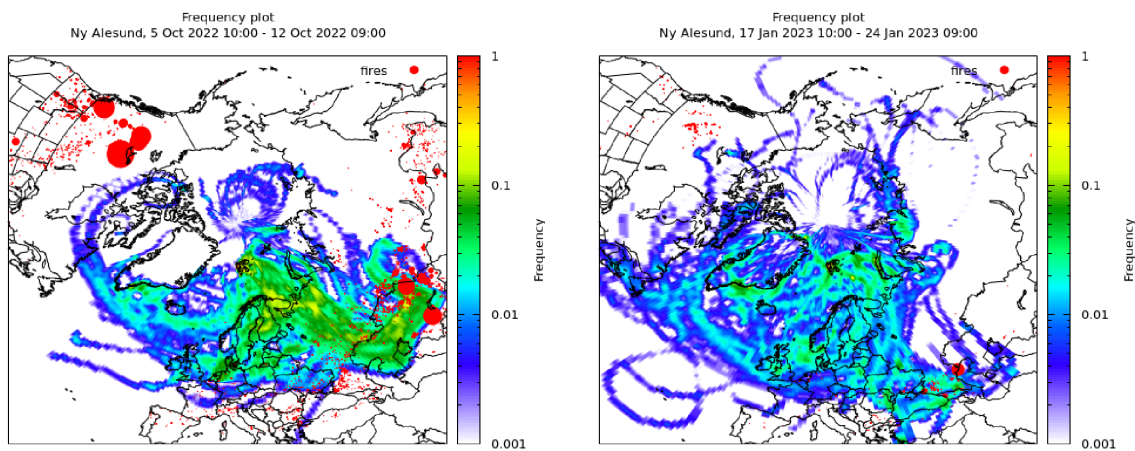 Frequency plot
Ny Alesund, 5 Oct 2022 10:00 - 12 Oct 2022 09:00
fires
1
0.1
0.01
0.001
Frequency
Frequency plot
Ny Alesund, 17 Jan 2023 10:00 - 24 Jan 2023 09:00
fires
1
0.1
0.01
0.001
Frequency